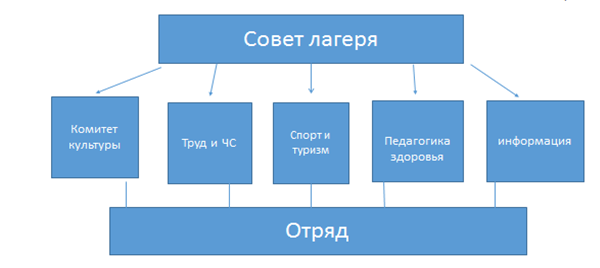 Совет лагеря
Комитет
культуры
Труд и ЧС
Спорт и
туризм
Педагогика
здоровья
информация
Отряд